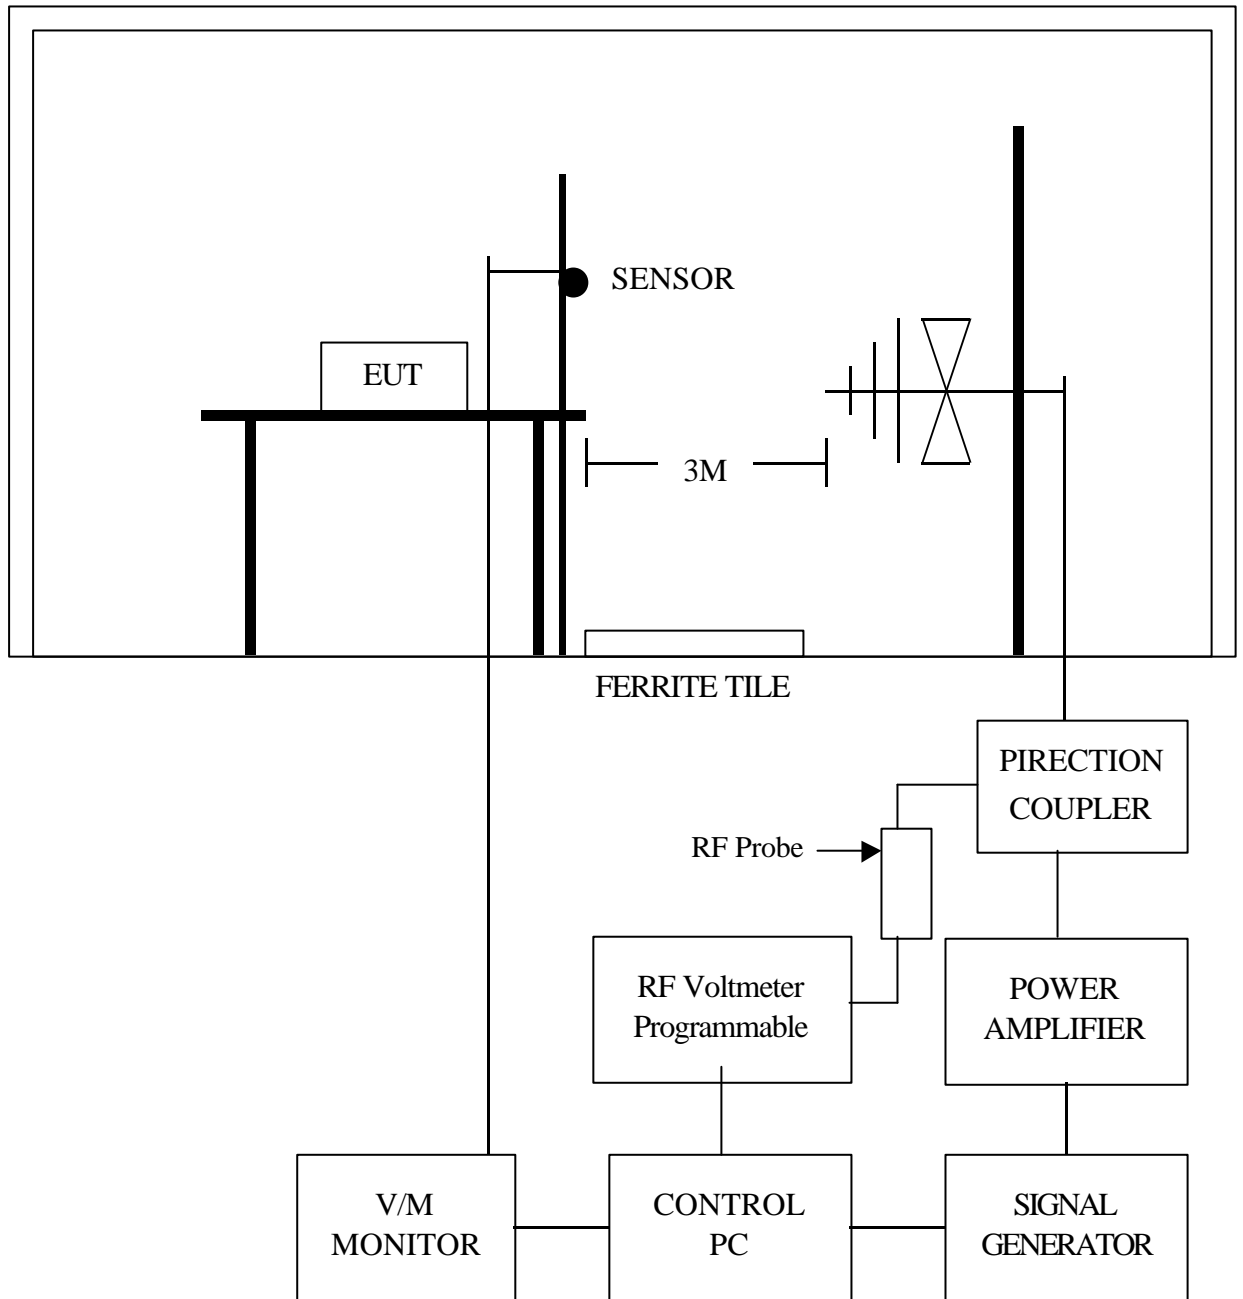 SENSOR
EUT
3M
FERRITE TILE
PIRECTION
COUPLER
RF Probe
RF Voltmeter
Programmable
POWER
AMPLIFIER
V/M
MONITOR
CONTROL
PC
SIGNAL
GENERATOR